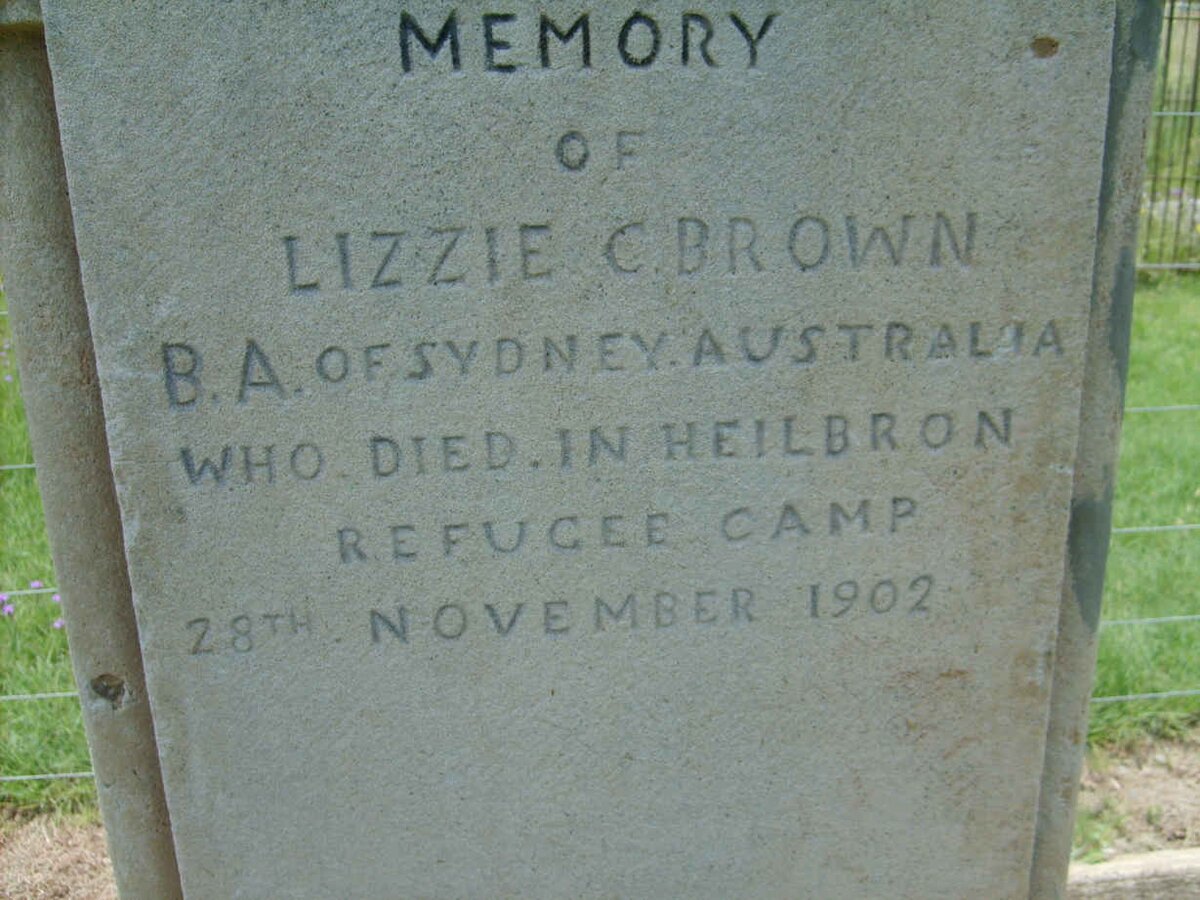 MEMORY
OF
LIZZIE C. BROWN
B.A. OF SYDNEY. AUSTRALIA
WHO. DIED. IN HEILBRON
REFUGEE CAMP
28TH. NOVEMBER 1902